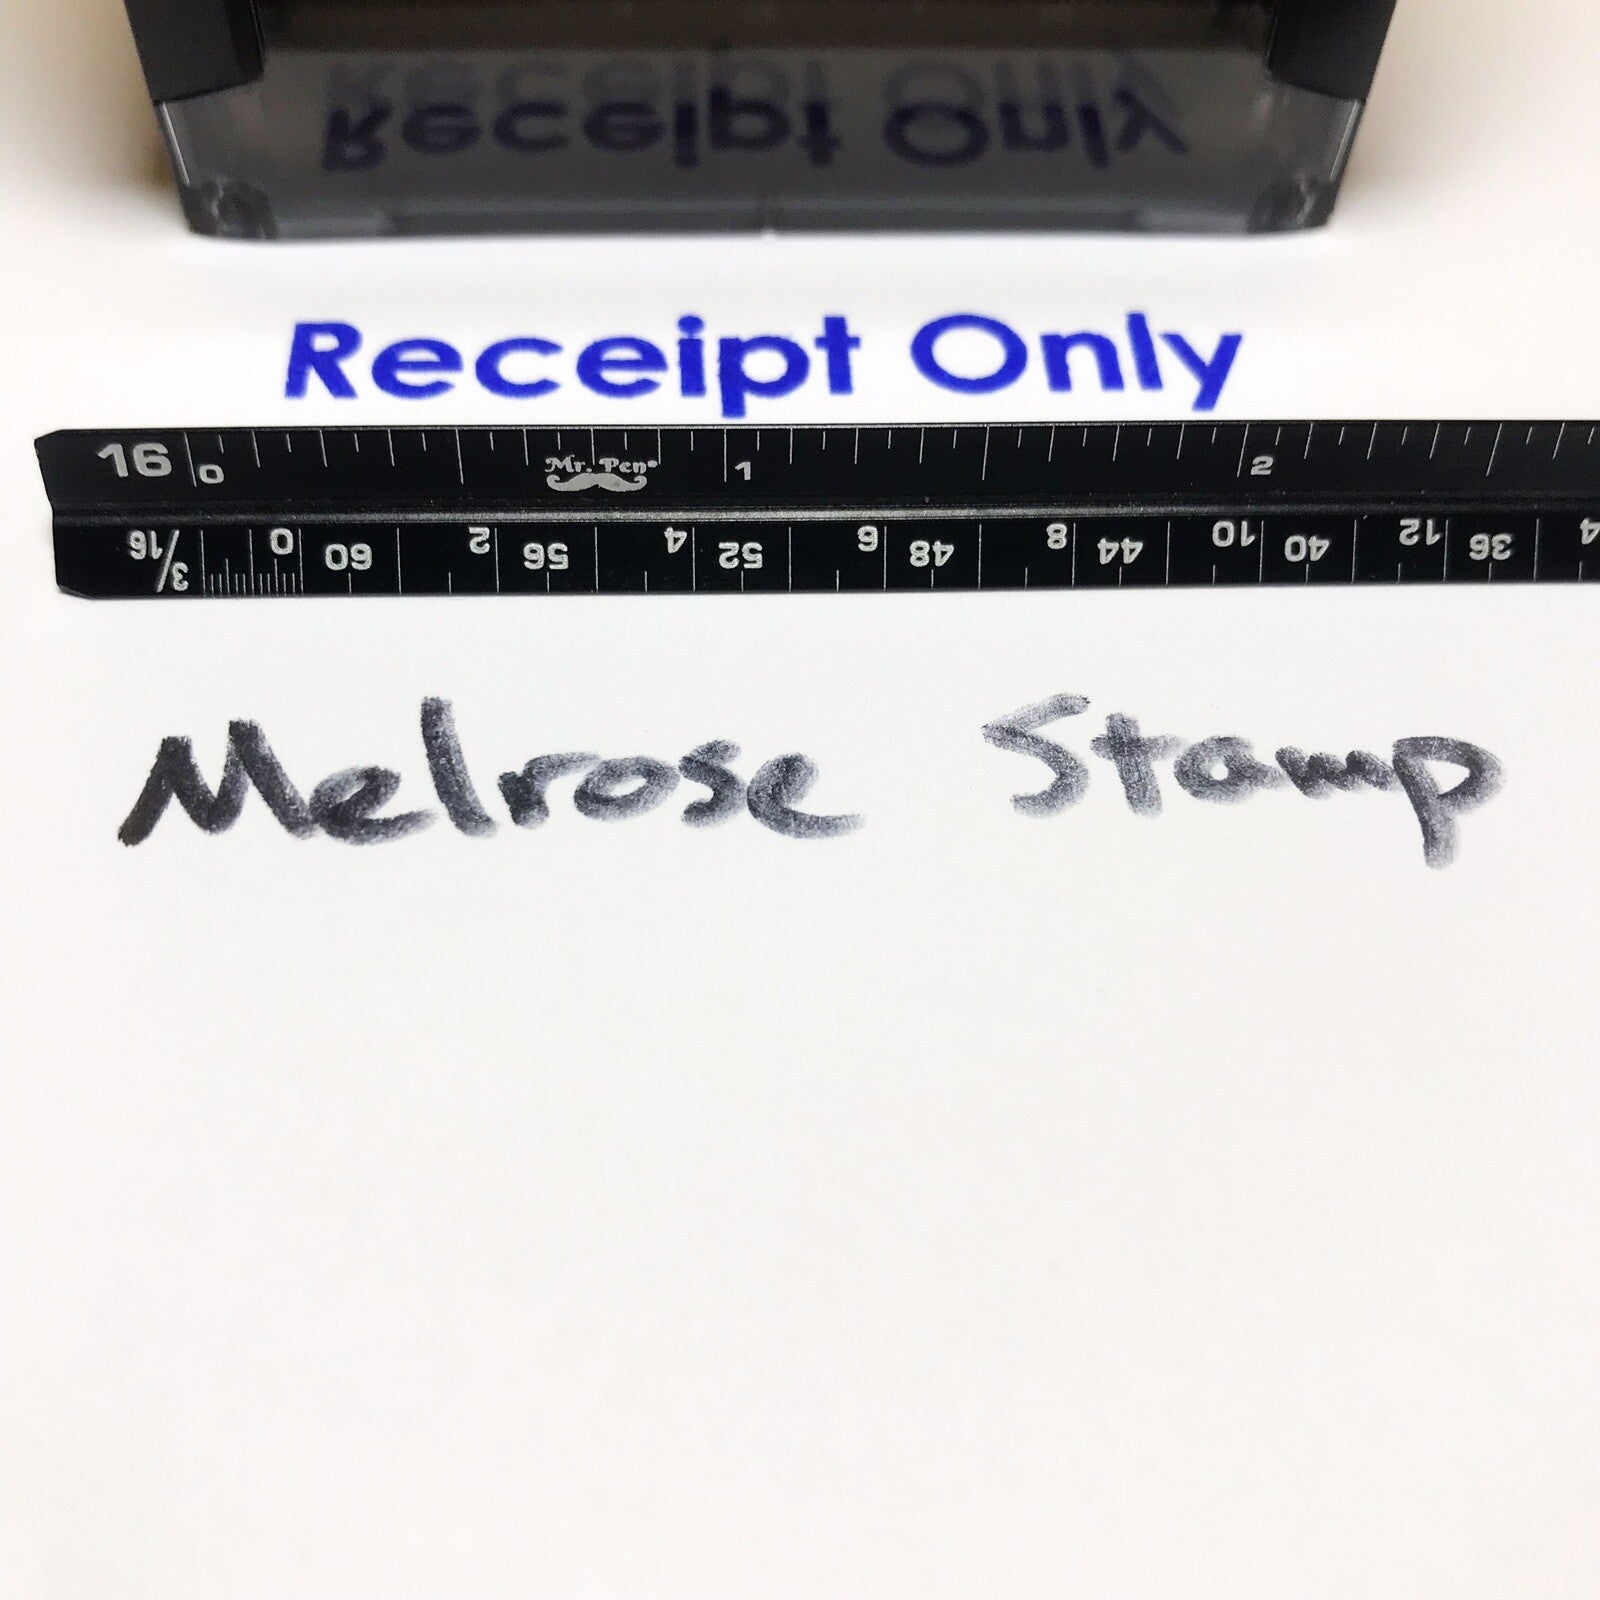 Receipt Only
Receipt Only
16 0 Mr. Pen® 1 2
3/16 0 60 2 56 4 52 6 48 8 44 10 40 12 36 4
Melrose Stamp